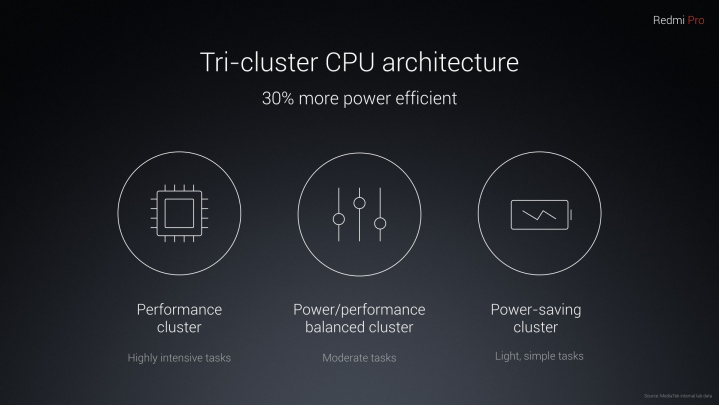 Redmi Pro
Tri-cluster CPU architecture
30% more power efficient
Performance
cluster
Highly intensive tasks
Power/performance
balanced cluster
Moderate tasks
Power-saving
cluster
Light, simple tasks
Source: MediaTek internal lab data